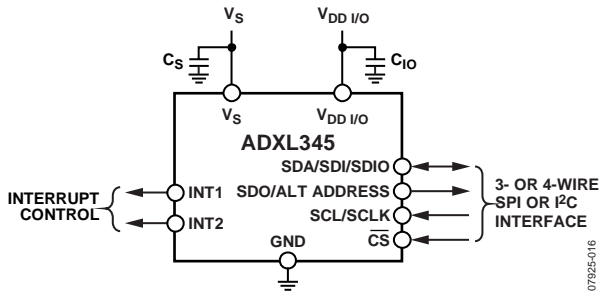 VS
VDD I/O
CS
CIO
VS
VDD I/O
ADXL345
SDA/SDI/SDIO
SDO/ALT ADDRESS
SCL/SCLK
CS
INT1
INT2
GND
INTERRUPT
CONTROL
3- OR 4-WIRE
SPI OR I2C
INTERFACE
07925-016